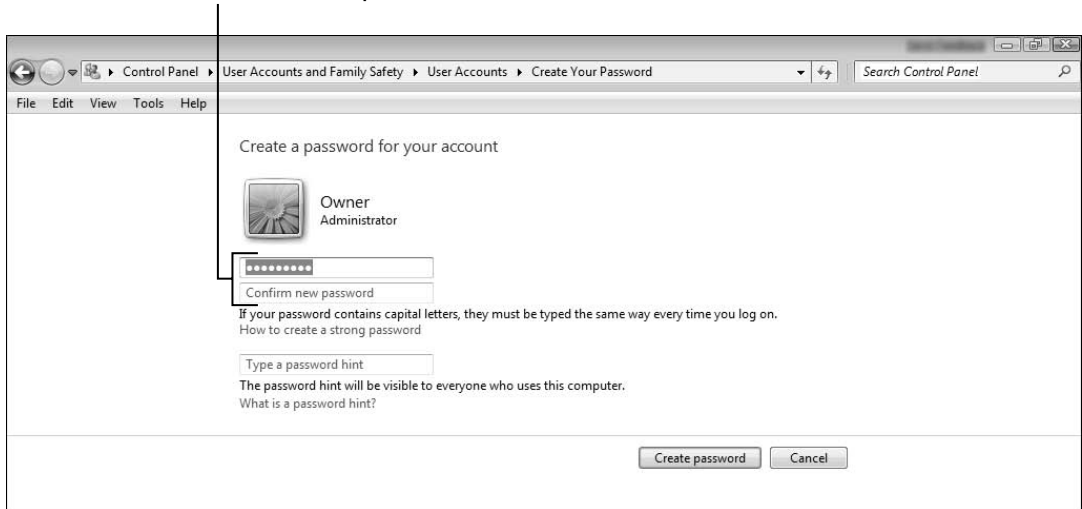 Control Panel ▸ User Accounts and Family Safety ▸ User Accounts ▸ Create Your Password
Search Control Panel
File Edit View Tools Help
Create a password for your account
Owner
Administrator
•••••••••
Confirm new password
If your password contains capital letters, they must be typed the same way every time you log on.
How to create a strong password
Type a password hint
The password hint will be visible to everyone who uses this computer.
What is a password hint?
Create password
Cancel